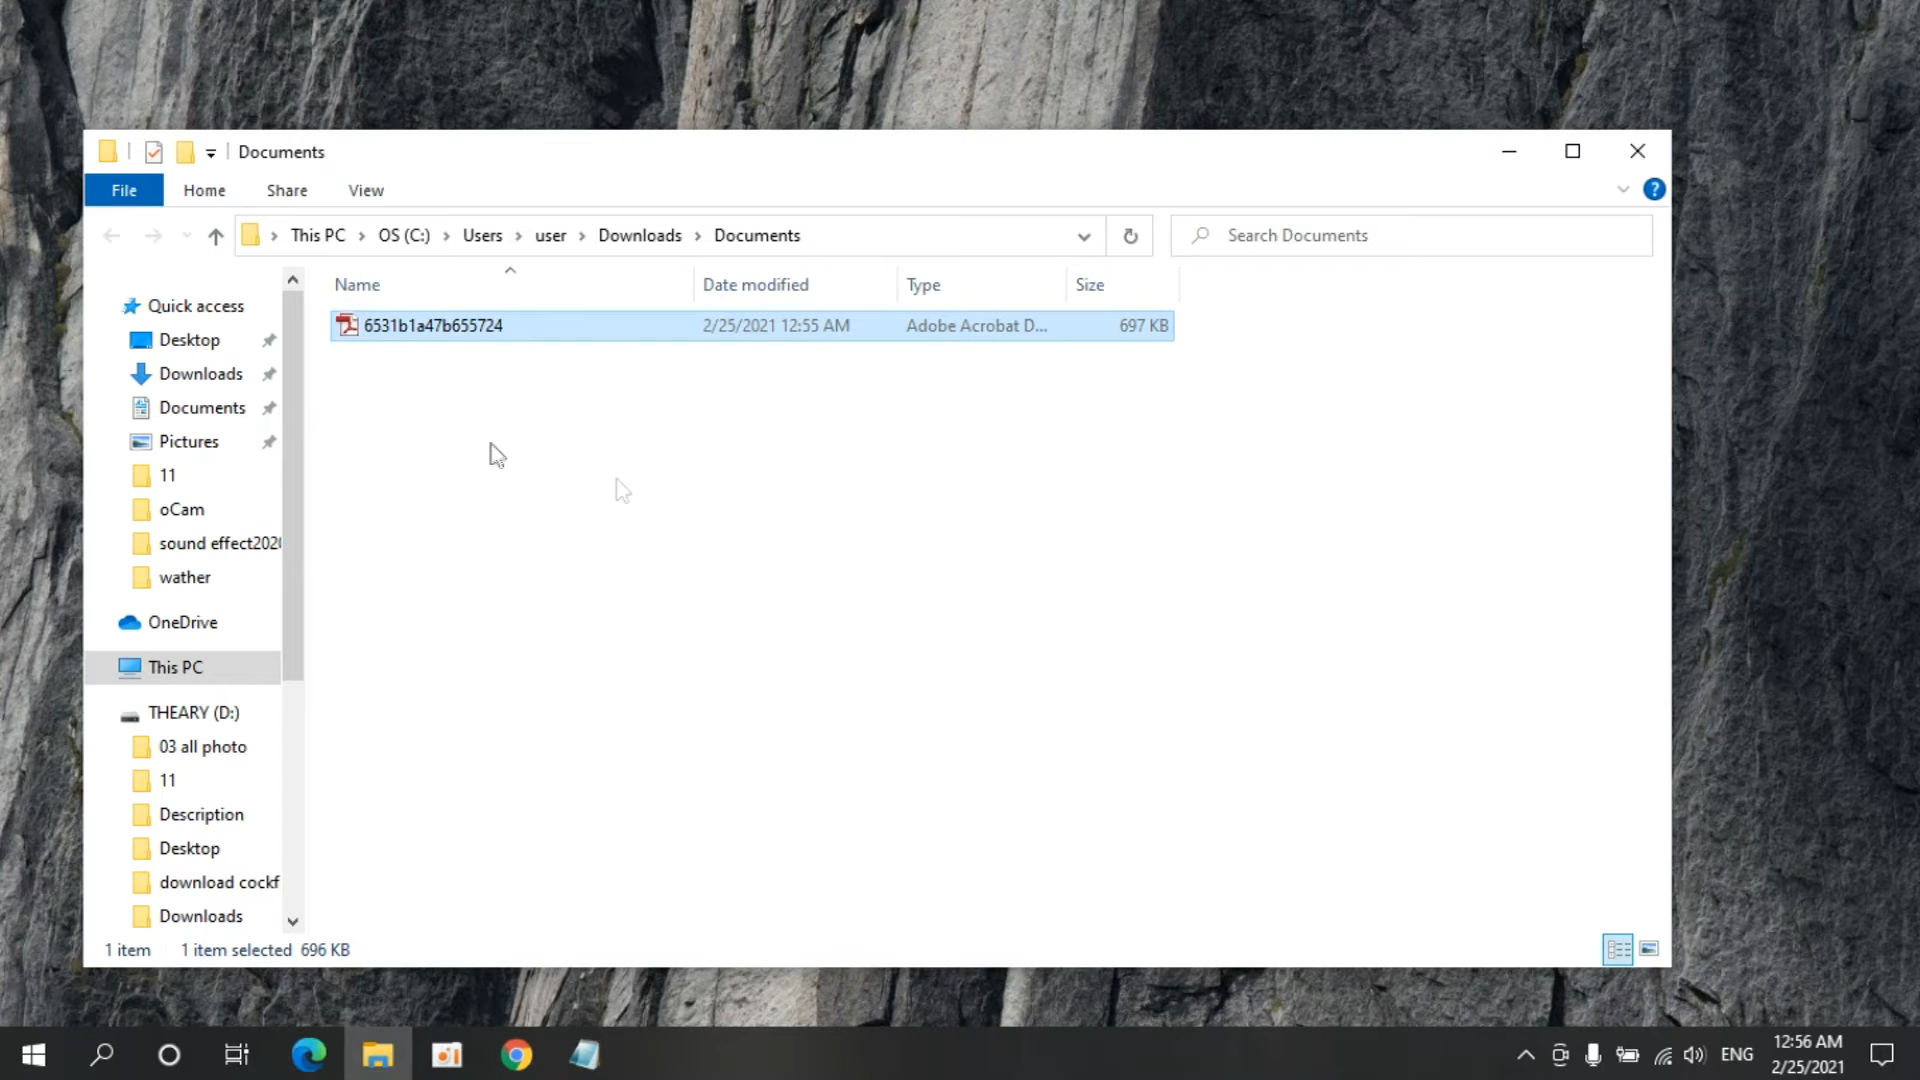 Documents
File Home Share View
This PC OS (C:) Users user Downloads Documents
Search Documents
Name Date modified Type Size
6531b1a47b655724 2/25/2021 12:55 AM Adobe Acrobat D... 697 KB
Quick access
Desktop
Downloads
Documents
Pictures
11
oCam
sound effect202
wather
OneDrive
This PC
THEARY (D:)
03 all photo
11
Description
Desktop
download cockf
Downloads
1 item 1 item selected 696 KB
ENG
12:56 AM
2/25/2021